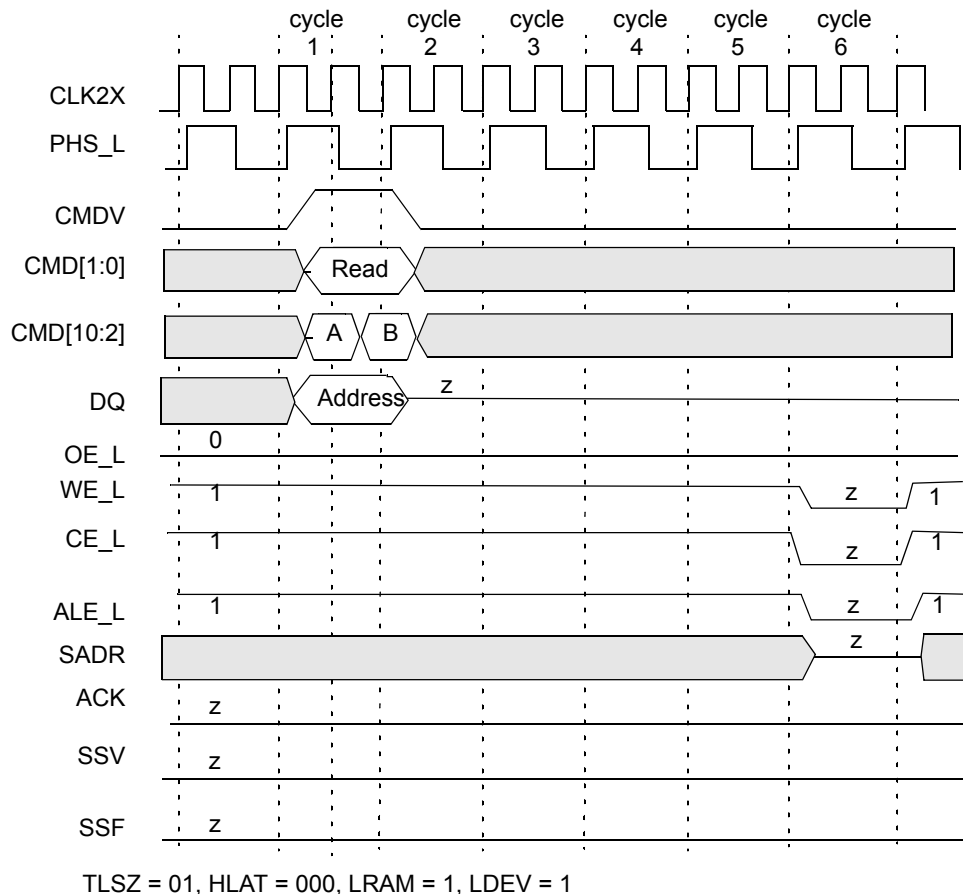 cycle cycle cycle cycle cycle cycle
1 2 3 4 5 6
CLK2X
PHS_L
CMDV
CMD[1:0] Read
CMD[10:2] A B
DQ Address z
OE_L 0
WE_L 1 z 1
CE_L 1 z 1
ALE_L 1 z 1
SADR z
ACK z
SSV z
SSF z
TLSZ = 01, HLAT = 000, LRAM = 1, LDEV = 1